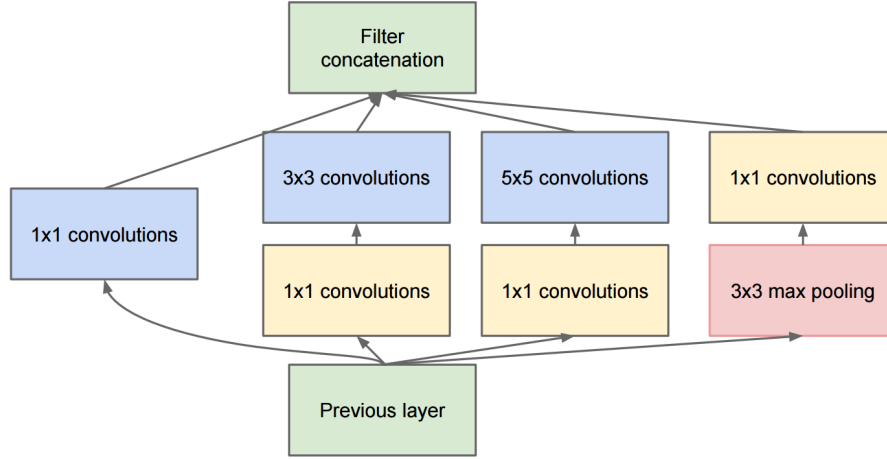 Filter
concatenation
3x3 convolutions
5x5 convolutions
1x1 convolutions
1x1 convolutions
1x1 convolutions
1x1 convolutions
3x3 max pooling
Previous layer